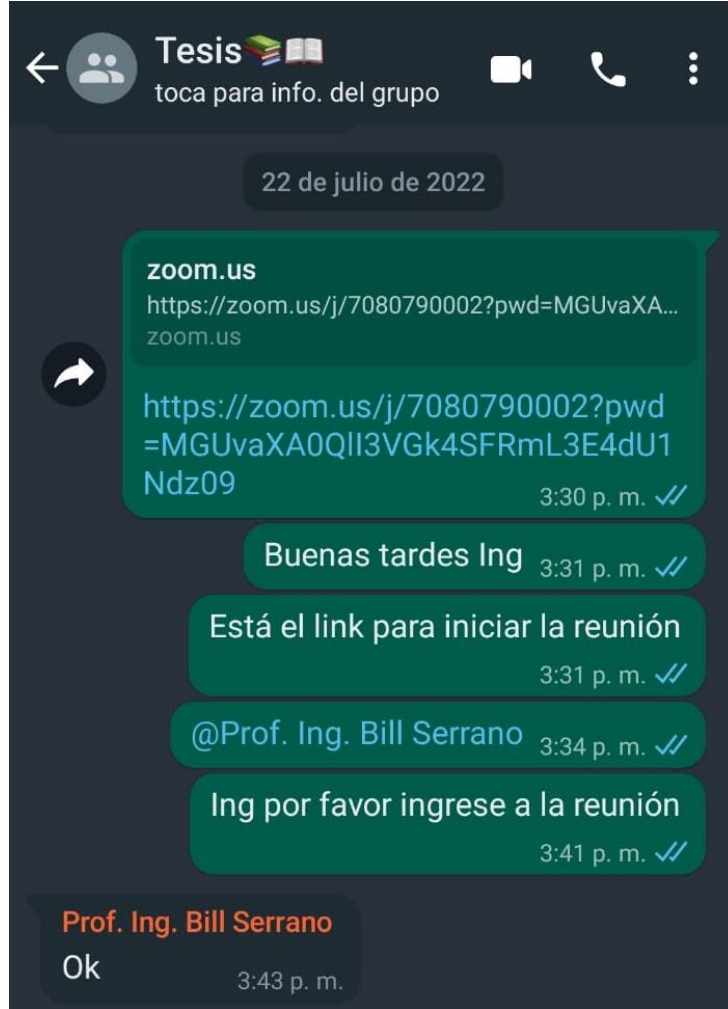 Tesis📚📖
toca para info. del grupo
22 de julio de 2022
zoom.us
https://zoom.us/j/7080790002?pwd=MGUvaXA...
zoom.us
https://zoom.us/j/7080790002?pwd
=MGUvaXA0QlI3VGk4SFRmL3E4dU1
Ndz09
3:30 p. m.
Buenas tardes Ing 3:31 p. m.
Está el link para iniciar la reunión
3:31 p. m.
@Prof. Ing. Bill Serrano 3:34 p. m.
Ing por favor ingrese a la reunión
3:41 p. m.
Prof. Ing. Bill Serrano
Ok 3:43 p. m.